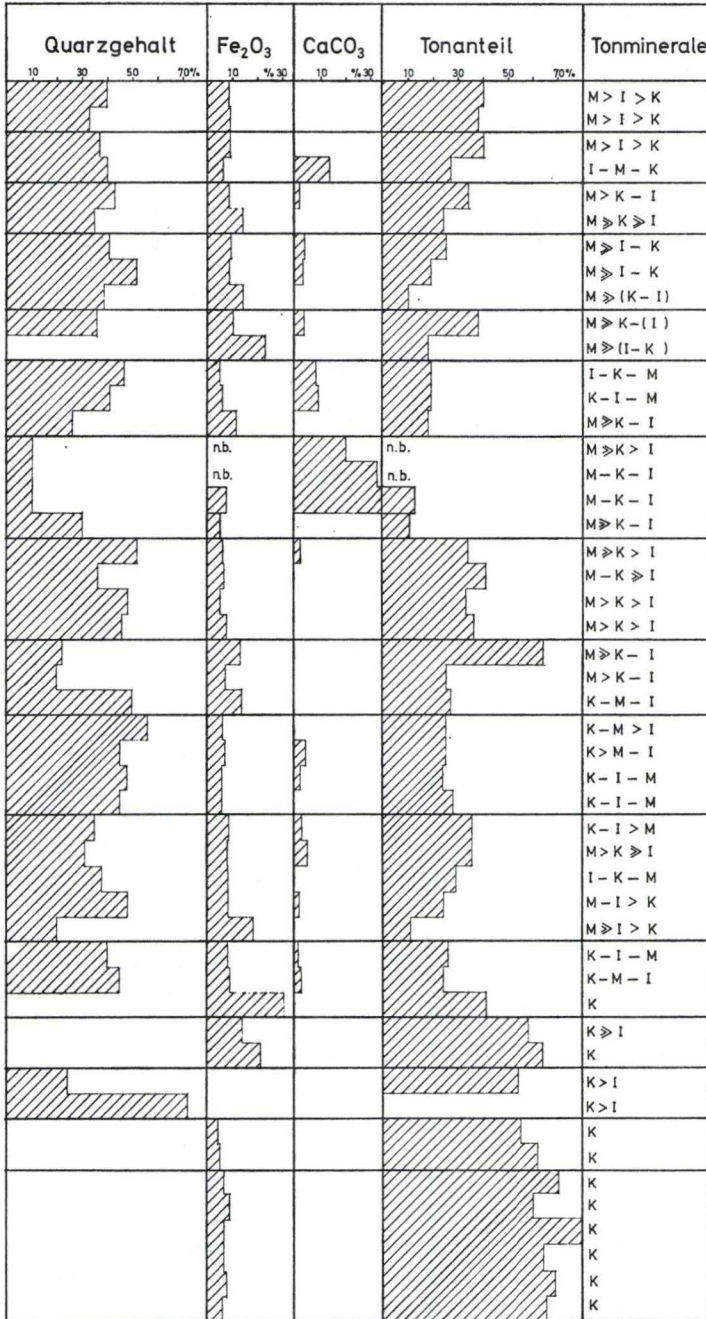 Quarzgehalt Fe₂O₃ CaCO₃ Tonanteil Tonminerale
10 30 50 70% 10 % 30 10 % 30 10 30 50 70%
M > I > K
M > I > K
M > I > K
I – M – K
M > K – I
M ⩾ K ⩾ I
M ⩾ I – K
M ⩾ I – K
M ⩾ (K – I)
M ⩾ K – (I)
M ⩾ (I – K)
I – K – M
K – I – M
M ⩾ K – I
n.b. n.b. M ⩾ K > I
n.b. n.b. M – K – I
M – K – I
M ⩾ K – I
M ⩾ K > I
M – K ⩾ I
M > K > I
M > K > I
M ⩾ K – I
M > K – I
K – M – I
K – M > I
K > M – I
K – I – M
K – I – M
K – I > M
M > K ⩾ I
I – K – M
M – I > K
M ⩾ I > K
K – I – M
K – M – I
K
K ⩾ I
K
K > I
K > I
K
K
K
K
K
K
K
K